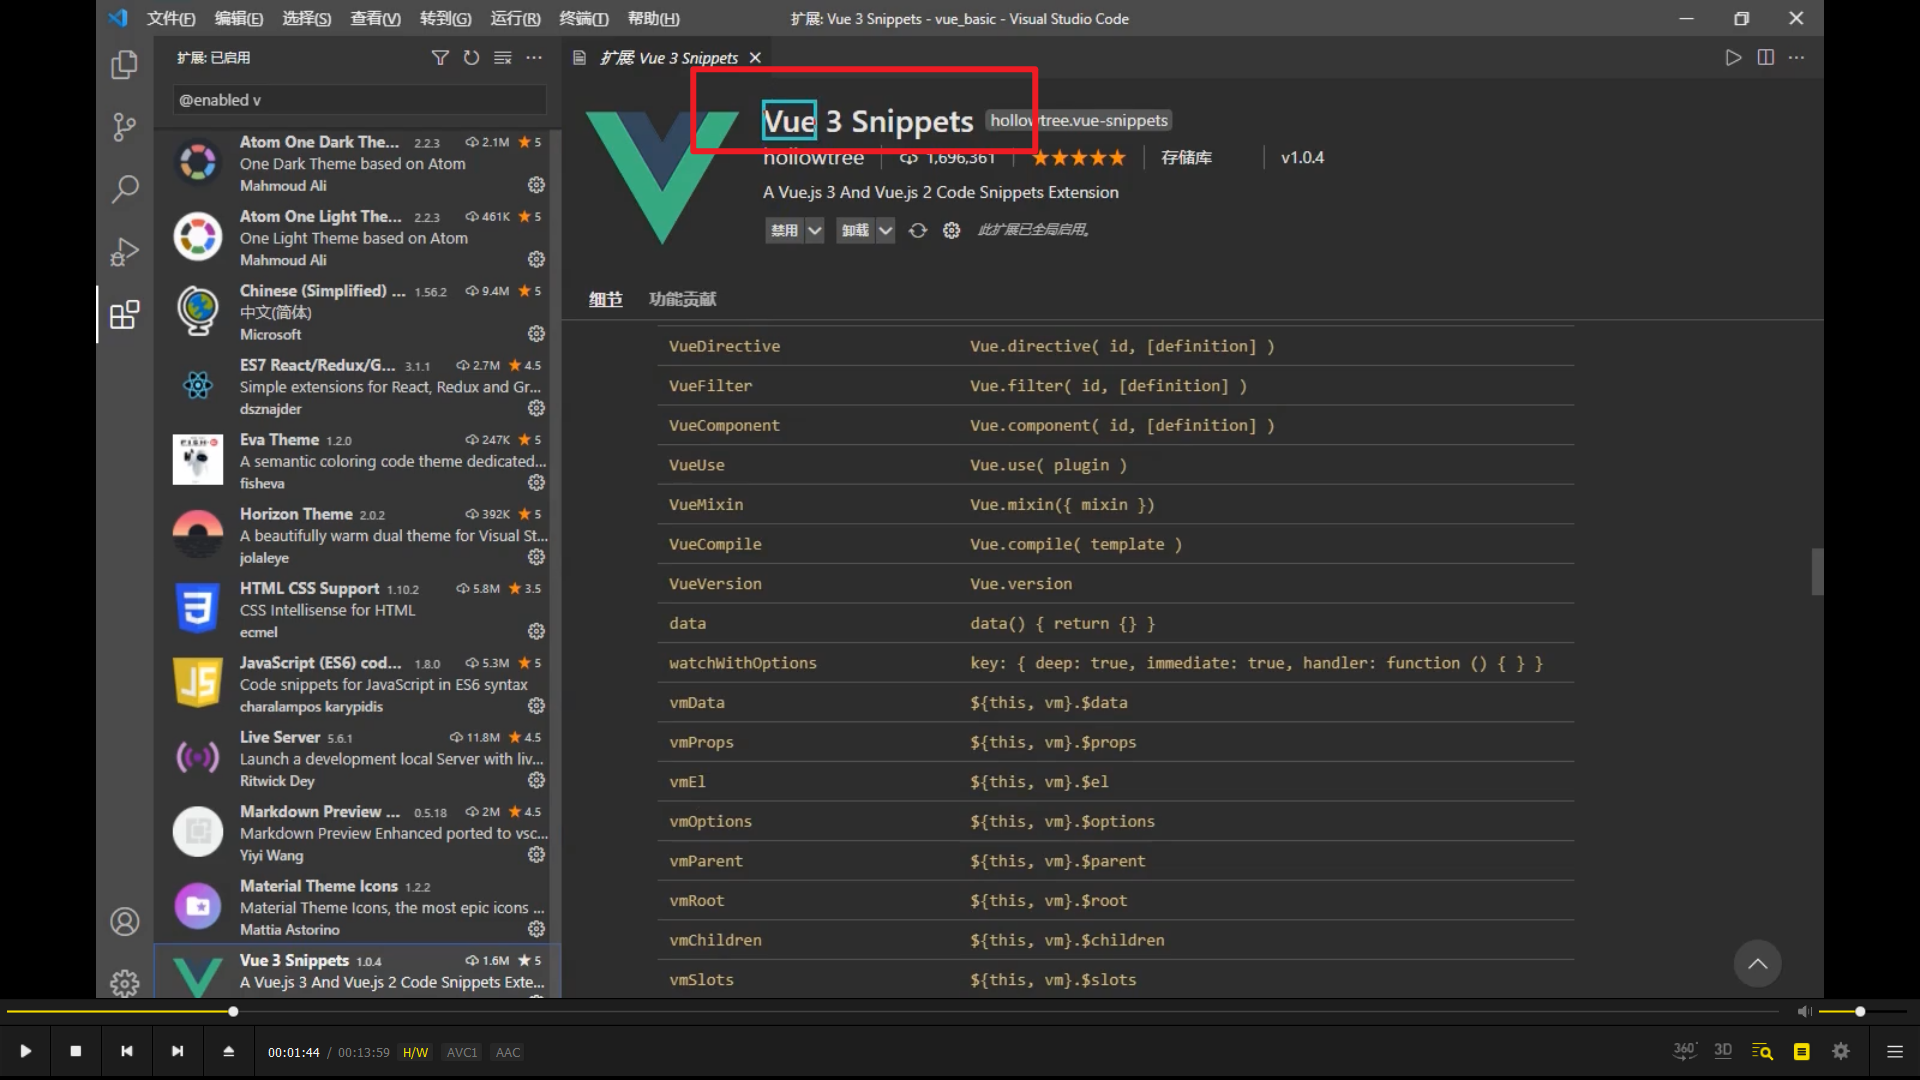 文件(F) 编辑(E) 选择(S) 查看(V) 转到(G) 运行(R) 终端(T) 帮助(H) 扩展: Vue 3 Snippets - vue_basic - Visual Studio Code
扩展: 已启用
扩展: Vue 3 Snippets
@enabled v
Atom One Dark The... 2.2.3 2.1M 5
One Dark Theme based on Atom
Mahmoud Ali
Atom One Light The... 2.2.3 461K 5
One Light Theme based on Atom
Mahmoud Ali
Chinese (Simplified) ... 1.56.2 9.4M 5
中文(简体)
Microsoft
ES7 React/Redux/G... 3.1.1 2.7M 4.5
Simple extensions for React, Redux and Gr...
dsznajder
Eva Theme 1.2.0 247K 5
A semantic coloring code theme dedicated...
fisheva
Horizon Theme 2.0.2 392K 5
A beautifully warm dual theme for Visual St...
jolaleye
HTML CSS Support 1.10.2 5.8M 3.5
CSS Intellisense for HTML
ecmel
JavaScript (ES6) cod... 1.8.0 5.3M 5
Code snippets for JavaScript in ES6 syntax
charalampos karypidis
Live Server 5.6.1 11.8M 4.5
Launch a development local Server with liv...
Ritwick Dey
Markdown Preview ... 0.5.18 2M 4.5
Markdown Preview Enhanced ported to vsc...
Yiyi Wang
Material Theme Icons 1.2.2
Material Theme Icons, the most epic icons ...
Mattia Astorino
Vue 3 Snippets 1.0.4 1.6M 5
A Vue.js 3 And Vue.js 2 Code Snippets Exte...
Vue 3 Snippets hollowtree.vue-snippets
hollowtree 1,696,361 存储库 v1.0.4
A Vue.js 3 And Vue.js 2 Code Snippets Extension
禁用 卸载 此扩展已全局启用。
细节 功能贡献
VueDirective Vue.directive( id, [definition] )
VueFilter Vue.filter( id, [definition] )
VueComponent Vue.component( id, [definition] )
VueUse Vue.use( plugin )
VueMixin Vue.mixin({ mixin })
VueCompile Vue.compile( template )
VueVersion Vue.version
data data() { return {} }
watchWithOptions key: { deep: true, immediate: true, handler: function () { } }
vmData ${this, vm}.$data
vmProps ${this, vm}.$props
vmEl ${this, vm}.$el
vmOptions ${this, vm}.$options
vmParent ${this, vm}.$parent
vmRoot ${this, vm}.$root
vmChildren ${this, vm}.$children
vmSlots ${this, vm}.$slots
00:01:44 / 00:13:59 H/W AVC1 AAC 360° 3D